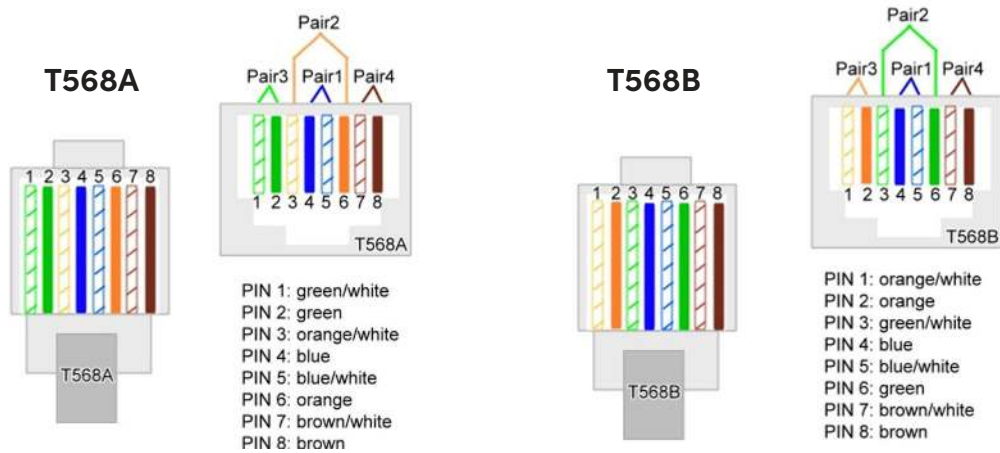 T568A
Pair2
Pair3 Pair1 Pair4
1 2 3 4 5 6 7 8
1 2 3 4 5 6 7 8
T568A
T568A
PIN 1: green/white
PIN 2: green
PIN 3: orange/white
PIN 4: blue
PIN 5: blue/white
PIN 6: orange
PIN 7: brown/white
PIN 8: brown
T568B
Pair2
Pair3 Pair1 Pair4
1 2 3 4 5 6 7 8
1 2 3 4 5 6 7 8
T568B
T568B
PIN 1: orange/white
PIN 2: orange
PIN 3: green/white
PIN 4: blue
PIN 5: blue/white
PIN 6: green
PIN 7: brown/white
PIN 8: brown